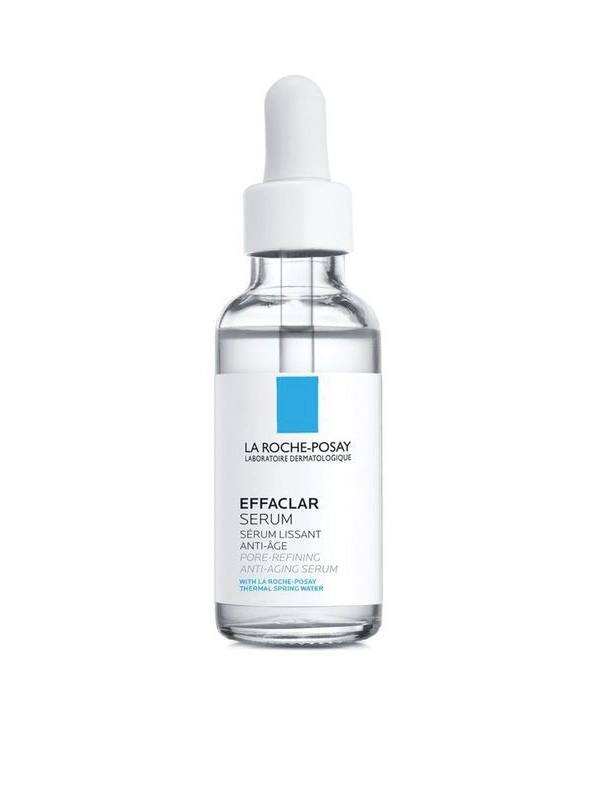 LA ROCHE-POSAY
LABORATOIRE DERMATOLOGIQUE
EFFACLAR
SERUM
SÉRUM LISSANT
ANTI-ÂGE
PORE-REFINING
ANTI-AGING SERUM
WITH LA ROCHE-POSAY
THERMAL SPRING WATER